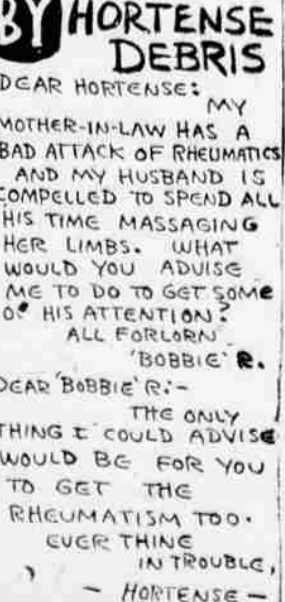 BY HORTENSE
DEBRIS
DEAR HORTENSE:
MY
MOTHER-IN-LAW HAS A
BAD ATTACK OF RHEUMATICS
AND MY HUSBAND IS
COMPELLED TO SPEND ALL
HIS TIME MASSAGING
HER LIMBS. WHAT
WOULD YOU ADVISE
ME TO DO TO GET SOME
OF HIS ATTENTION?
ALL FORLORN
'BOBBIE' R.
DEAR 'BOBBIE' R:-
THE ONLY
THING I COULD ADVISE
WOULD BE FOR YOU
TO GET THE
RHEUMATISM TOO.
EVER THING
IN TROUBLE,
- HORTENSE -